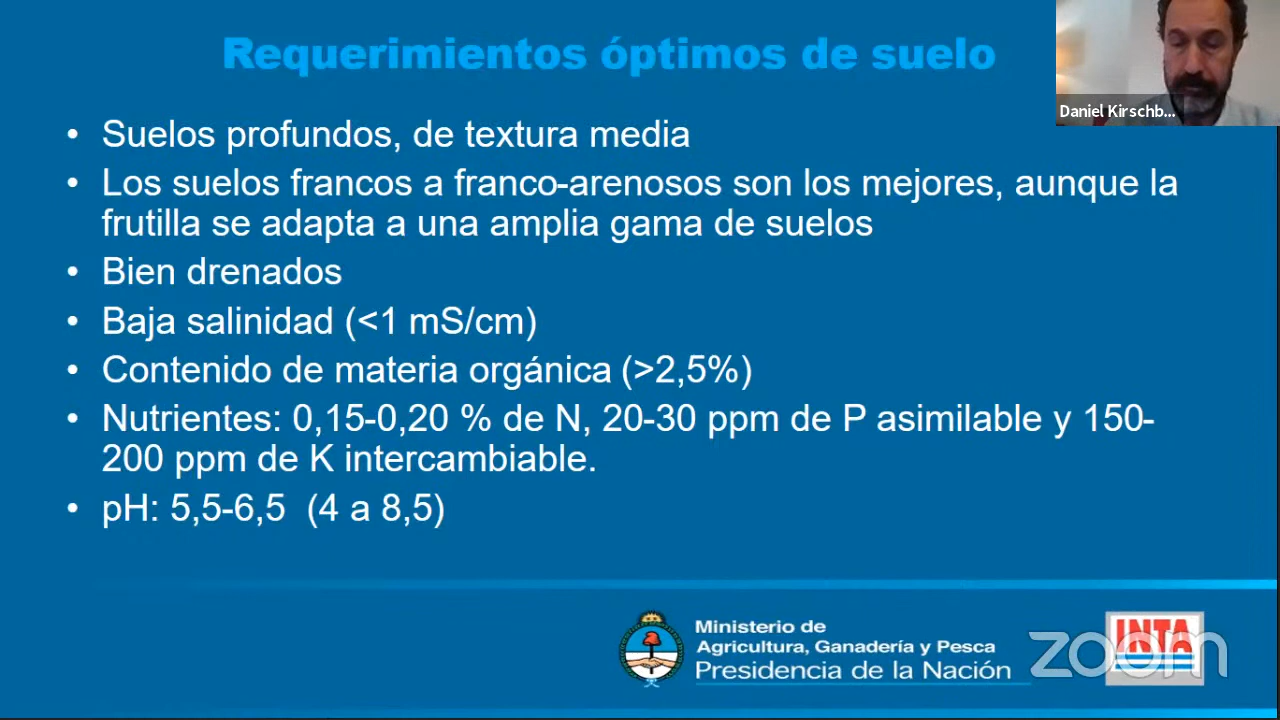 Requerimientos óptimos de suelo
Daniel Kirschb...
• Suelos profundos, de textura media
• Los suelos francos a franco-arenosos son los mejores, aunque la
frutilla se adapta a una amplia gama de suelos
• Bien drenados
• Baja salinidad (<1 mS/cm)
• Contenido de materia orgánica (>2,5%)
• Nutrientes: 0,15-0,20 % de N, 20-30 ppm de P asimilable y 150-
200 ppm de K intercambiable.
• pH: 5,5-6,5 (4 a 8,5)
Ministerio de
Agricultura, Ganadería y Pesca
Presidencia de la Nación
INTA
zoom